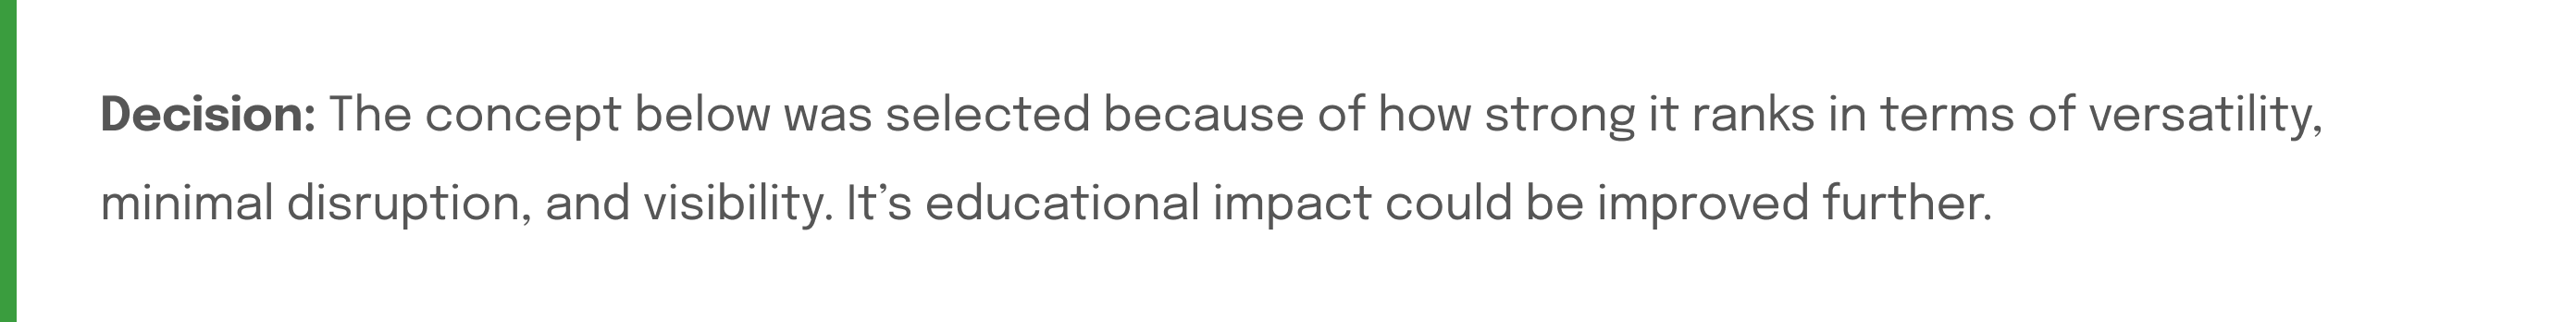 Decision: The concept below was selected because of how strong it ranks in terms of versatility,
minimal disruption, and visibility. It’s educational impact could be improved further.